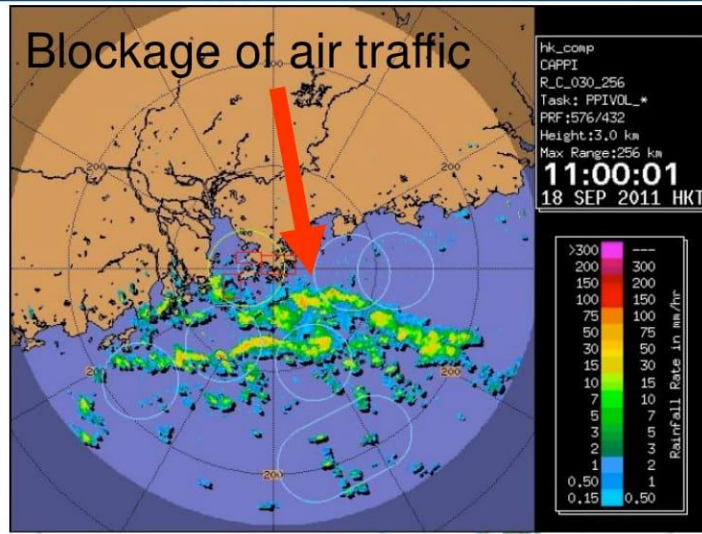 Blockage of air traffic
hk_comp
CAPPI
R_C_030_256
Task: PPIVOL_*
PRF:576/432
Height:3.0 km
Max Range:256 km
11:00:01
18 SEP 2011 HKT
200
200
200
200
>300 ---
200 300
150 200
100 150
75 100
50 75
30 50
15 30
10 15
7 10
5 7
3 5
2 3
1 2
0.50 1
0.15 0.50
Rainfall Rate in mm/hr